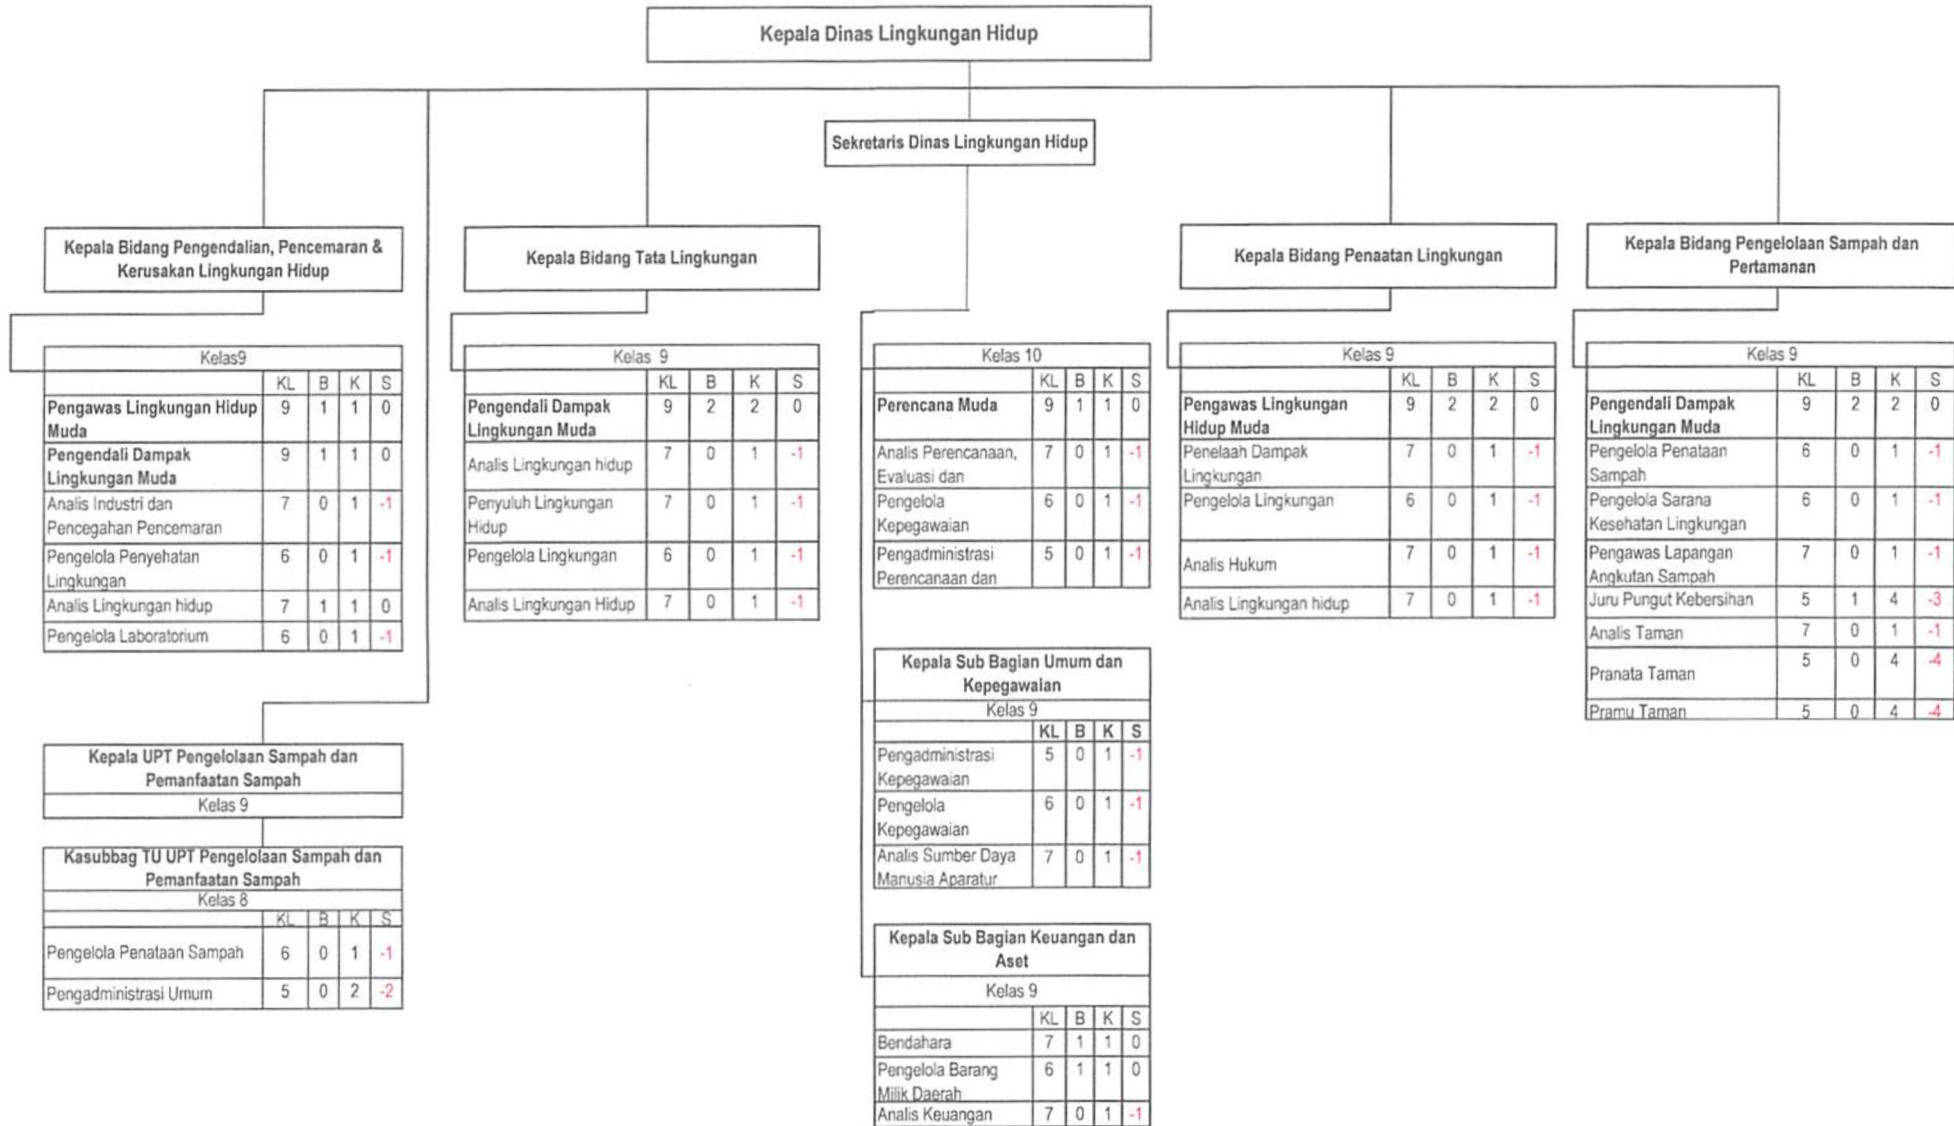 Kepala Dinas Lingkungan Hidup
Sekretaris Dinas Lingkungan Hidup
Kepala Bidang Pengendalian, Pencemaran &
Kerusakan Lingkungan Hidup
Kelas9
KL B K S
Pengawas Lingkungan Hidup 9 1 1 0
Muda
Pengendali Dampak 9 1 1 0
Lingkungan Muda
Analis Industri dan 7 0 1 -1
Pencegahan Pencemaran
Pengelola Penyehatan 6 0 1 -1
Lingkungan
Analis Lingkungan hidup 7 1 1 0
Pengelola Laboratorium 6 0 1 -1
Kepala UPT Pengelolaan Sampah dan
Pemanfaatan Sampah
Kelas 9
Kasubbag TU UPT Pengelolaan Sampah dan
Pemanfaatan Sampah
Kelas 8
KL B K S
Pengelola Penataan Sampah 6 0 1 -1
Pengadministrasi Umum 5 0 2 -2
Kepala Bidang Tata Lingkungan
Kelas 9
KL B K S
Pengendali Dampak 9 2 2 0
Lingkungan Muda
Analis Lingkungan hidup 7 0 1 -1
Penyuluh Lingkungan 7 0 1 -1
Hidup
Pengelola Lingkungan 6 0 1 -1
Analis Lingkungan Hidup 7 0 1 -1
Kelas 10
KL B K S
Perencana Muda 9 1 1 0
Analis Perencanaan, 7 0 1 -1
Evaluasi dan
Pengelola 6 0 1 -1
Kepegawaian
Pengadministrasi 5 0 1 -1
Perencanaan dan
Kepala Sub Bagian Umum dan
Kepegawaian
Kelas 9
KL B K S
Pengadministrasi 5 0 1 -1
Kepegawaian
Pengelola 6 0 1 -1
Kepegawaian
Analis Sumber Daya 7 0 1 -1
Manusia Aparatur
Kepala Sub Bagian Keuangan dan
Aset
Kelas 9
KL B K S
Bendahara 7 1 1 0
Pengelola Barang 6 1 1 0
Milik Daerah
Analis Keuangan 7 0 1 -1
Kepala Bidang Penaatan Lingkungan
Kelas 9
KL B K S
Pengawas Lingkungan 9 2 2 0
Hidup Muda
Penelaah Dampak 7 0 1 -1
Lingkungan
Pengelola Lingkungan 6 0 1 -1
Analis Hukum 7 0 1 -1
Analis Lingkungan hidup 7 0 1 -1
Kepala Bidang Pengelolaan Sampah dan
Pertamanan
Kelas 9
KL B K S
Pengendali Dampak 9 2 2 0
Lingkungan Muda
Pengelola Penataan 6 0 1 -1
Sampah
Pengelola Sarana 6 0 1 -1
Kesehatan Lingkungan
Pengawas Lapangan 7 0 1 -1
Angkutan Sampah
Juru Pungut Kebersihan 5 1 4 -3
Analis Taman 7 0 1 -1
Pranata Taman 5 0 4 -4
Pramu Taman 5 0 4 -4